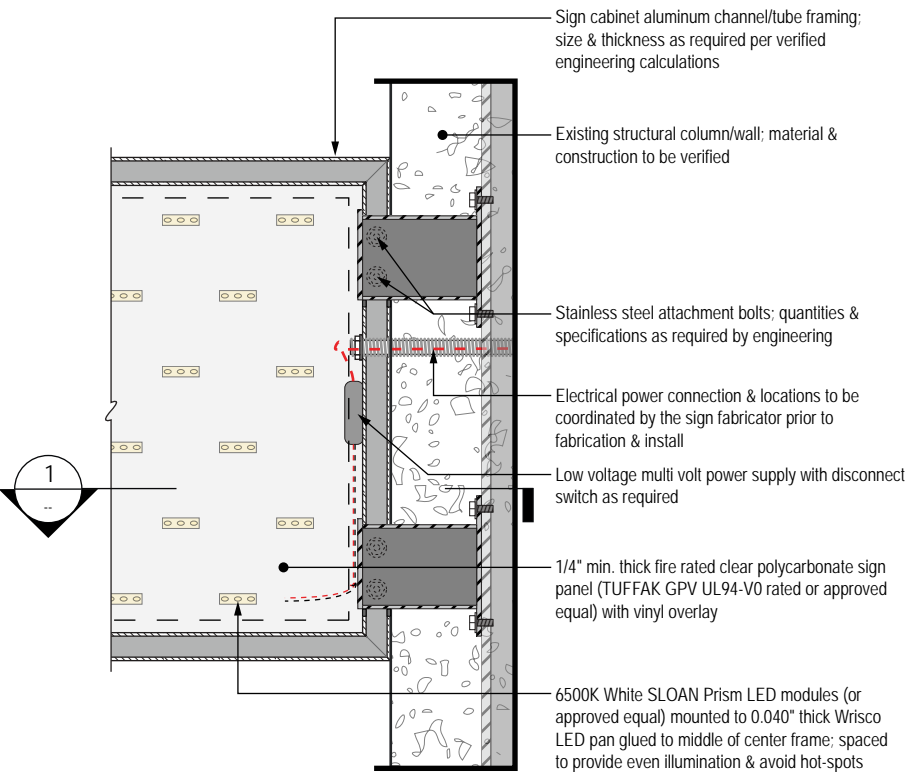 Sign cabinet aluminum channel/tube framing;
size & thickness as required per verified
engineering calculations
Existing structural column/wall; material &
construction to be verified
Stainless steel attachment bolts; quantities &
specifications as required by engineering
Electrical power connection & locations to be
coordinated by the sign fabricator prior to
fabrication & install
Low voltage multi volt power supply with disconnect
switch as required
1
--
1/4" min. thick fire rated clear polycarbonate sign
panel (TUFFAK GPV UL94-V0 rated or approved
equal) with vinyl overlay
6500K White SLOAN Prism LED modules (or
approved equal) mounted to 0.040" thick Wrisco
LED pan glued to middle of center frame; spaced
to provide even illumination & avoid hot-spots